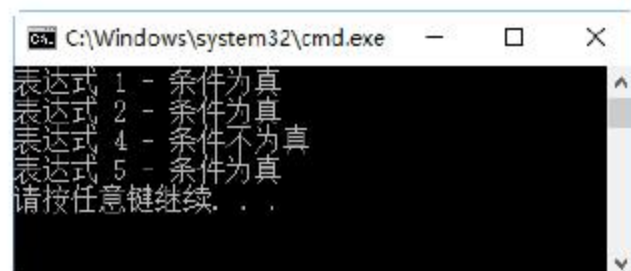 C:\Windows\system32\cmd.exe
表达式 1 - 条件为真
表达式 2 - 条件为真
表达式 4 - 条件不为真
表达式 5 - 条件为真
请按任意键继续. . .